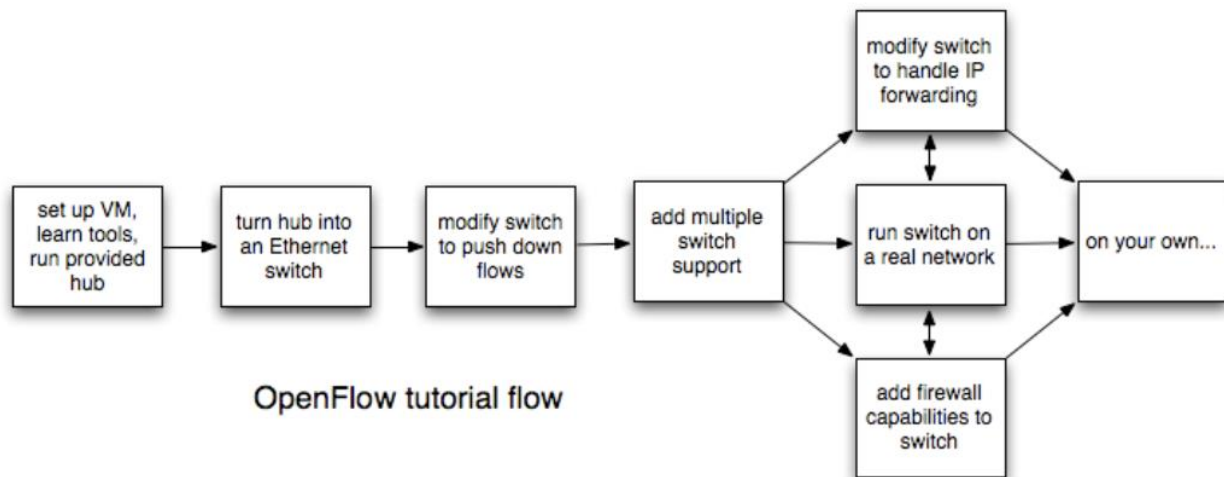 set up VM,
learn tools,
run provided
hub
turn hub into
an Ethernet
switch
modify switch
to push down
flows
add multiple
switch
support
modify switch
to handle IP
forwarding
run switch on
a real network
add firewall
capabilities to
switch
on your own...
OpenFlow tutorial flow